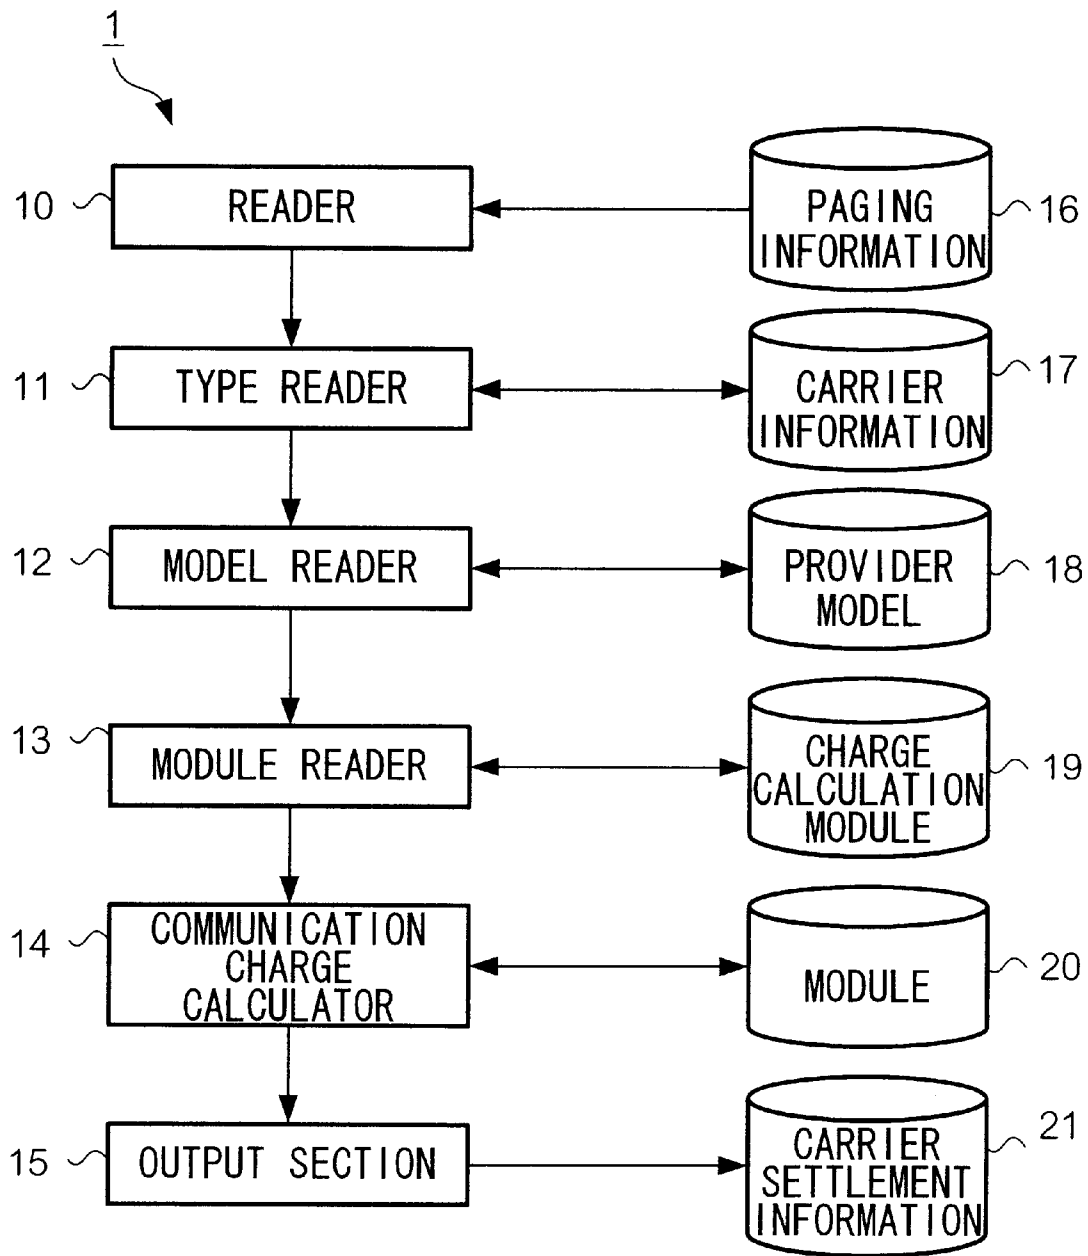 1
10
READER
PAGING
INFORMATION
16
11
TYPE READER
CARRIER
INFORMATION
17
12
MODEL READER
PROVIDER
MODEL
18
13
MODULE READER
CHARGE
CALCULATION
MODULE
19
14
COMMUNICATION
CHARGE
CALCULATOR
MODULE
20
15
OUTPUT SECTION
CARRIER
SETTLEMENT
INFORMATION
21